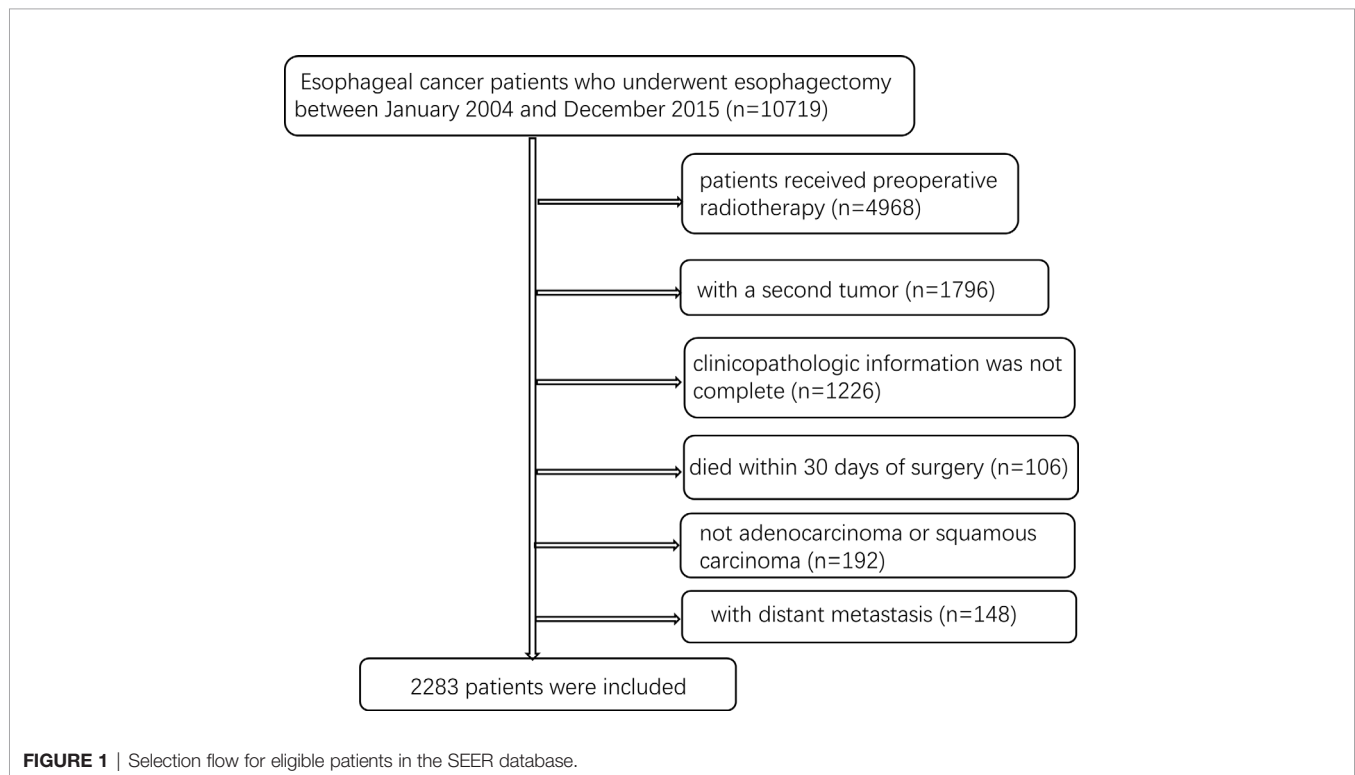 Esophageal cancer patients who underwent esophagectomy
between January 2004 and December 2015 (n=10719)
patients received preoperative
radiotherapy (n=4968)
with a second tumor (n=1796)
clinicopathologic information was not
complete (n=1226)
died within 30 days of surgery (n=106)
not adenocarcinoma or squamous
carcinoma (n=192)
with distant metastasis (n=148)
2283 patients were included
FIGURE 1 | Selection flow for eligible patients in the SEER database.